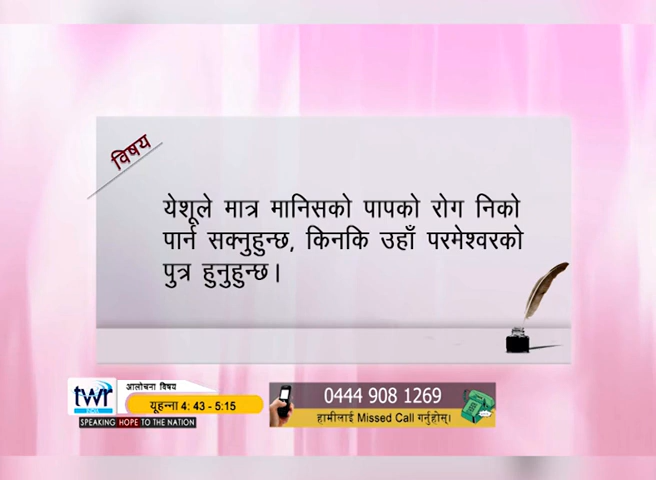 विषय
येशूले मात्र मानिसको पापको रोग निको
पार्न सक्नुहुन्छ, किनकि उहाँ परमेश्वरको
पुत्र हुनुहुन्छ।
twr
INDIA
SPEAKING HOPE TO THE NATION
आलोचना विषय
यूहन्ना 4: 43 - 5:15
0444 908 1269
हामीलाई Missed Call गर्नुहोस्।